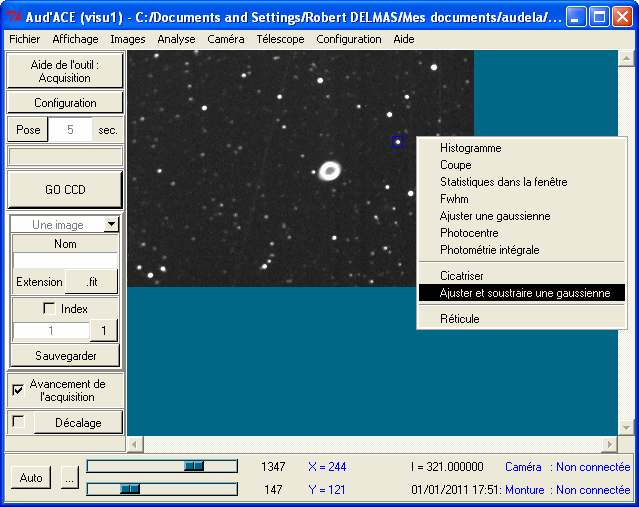 Aud'ACE (visu1) - C:/Documents and Settings/Robert DELMAS/Mes documents/audela/...
Fichier Affichage Images Analyse Caméra Télescope Configuration Aide
Aide de l'outil :
Acquisition
Configuration
Pose 5 sec.
GO CCD
Une image
Nom
Extension .fit
Index
1 1
Sauvegarder
Avancement de
l'acquisition
Décalage
Histogramme
Coupe
Statistiques dans la fenêtre
Fwhm
Ajuster une gaussienne
Photocentre
Photométrie intégrale
Cicatriser
Ajuster et soustraire une gaussienne
Réticule
Auto ... 1347 X = 244 I = 321.000000 Caméra : Non connectée
147 Y = 121 01/01/2011 17:51: Monture : Non connectée